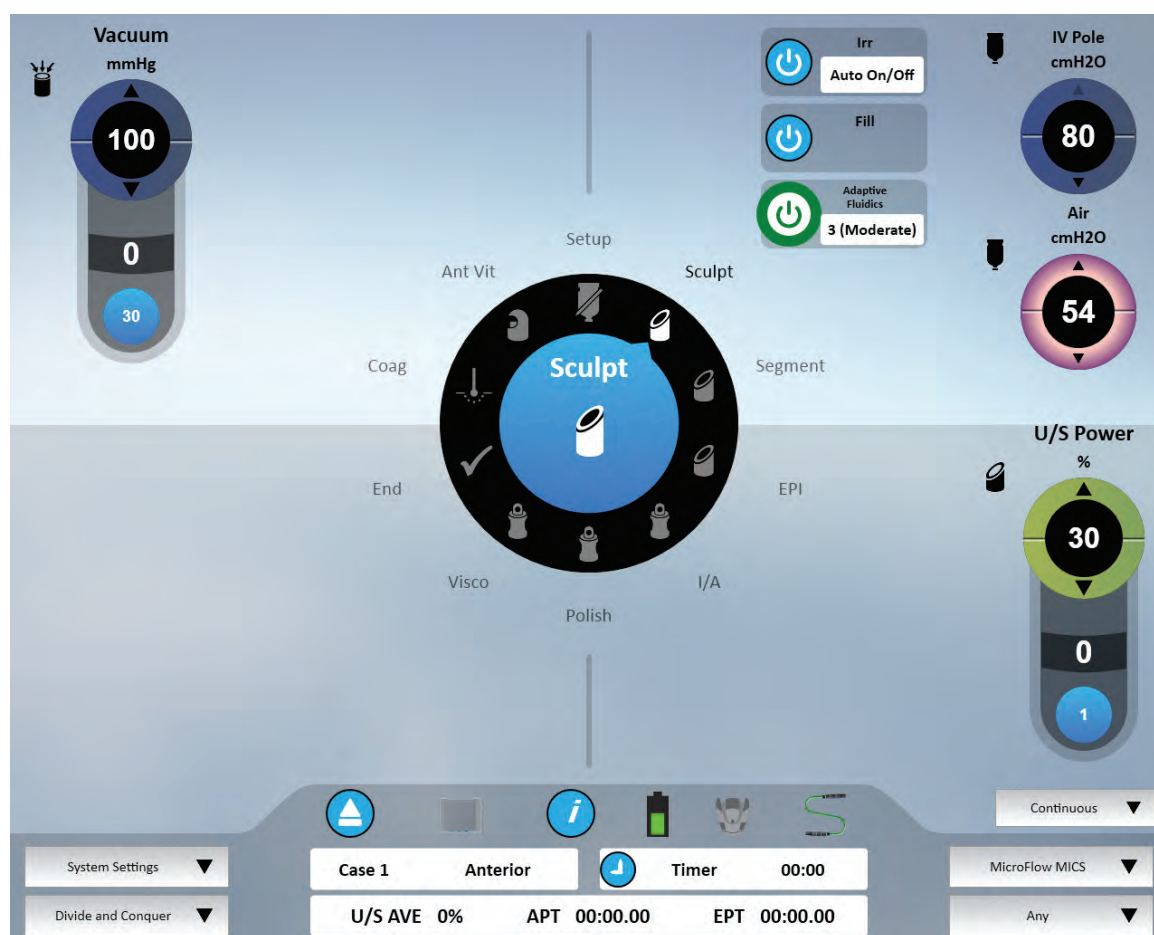 Vacuum
mmHg
100
0
30
Irr
Auto On/Off
Fill
Adaptive
Fluidics
3 (Moderate)
IV Pole
cmH2O
80
Air
cmH2O
54
Setup
Ant Vit
Sculpt
Coag
Sculpt
Segment
End
EPI
Visco
I/A
Polish
U/S Power
%
30
0
1
i
Continuous
System Settings
Case 1 Anterior
Timer 00:00
MicroFlow MICS
Divide and Conquer
U/S AVE 0% APT 00:00.00 EPT 00:00.00
Any